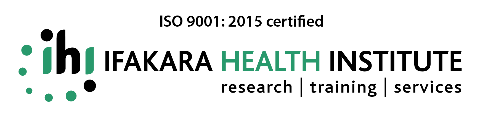 ISO 9001: 2015 certified
ihi IFAKARA HEALTH INSTITUTE
research | training | services